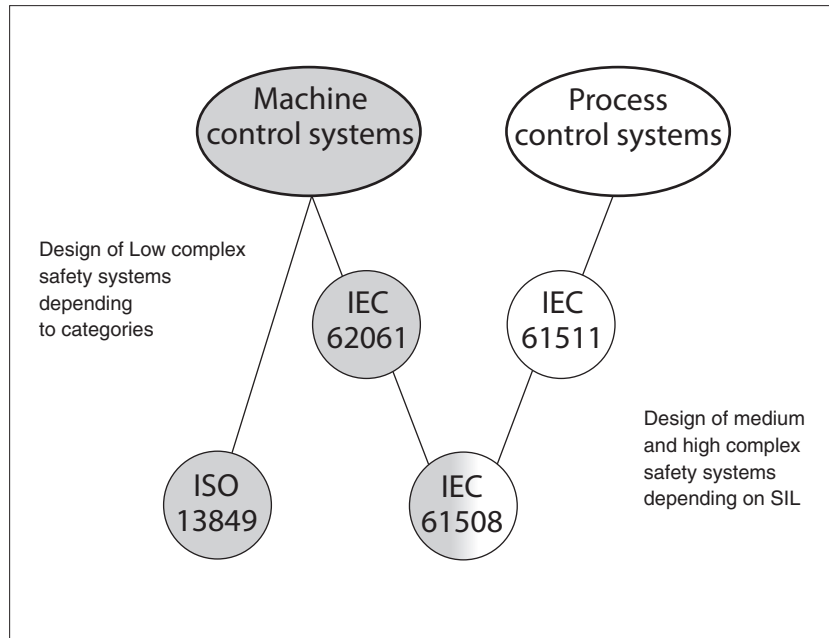 Machine
control systems
Process
control systems
Design of Low complex
safety systems
depending
to categories
IEC
62061
IEC
61511
Design of medium
and high complex
safety systems
depending on SIL
ISO
13849
IEC
61508